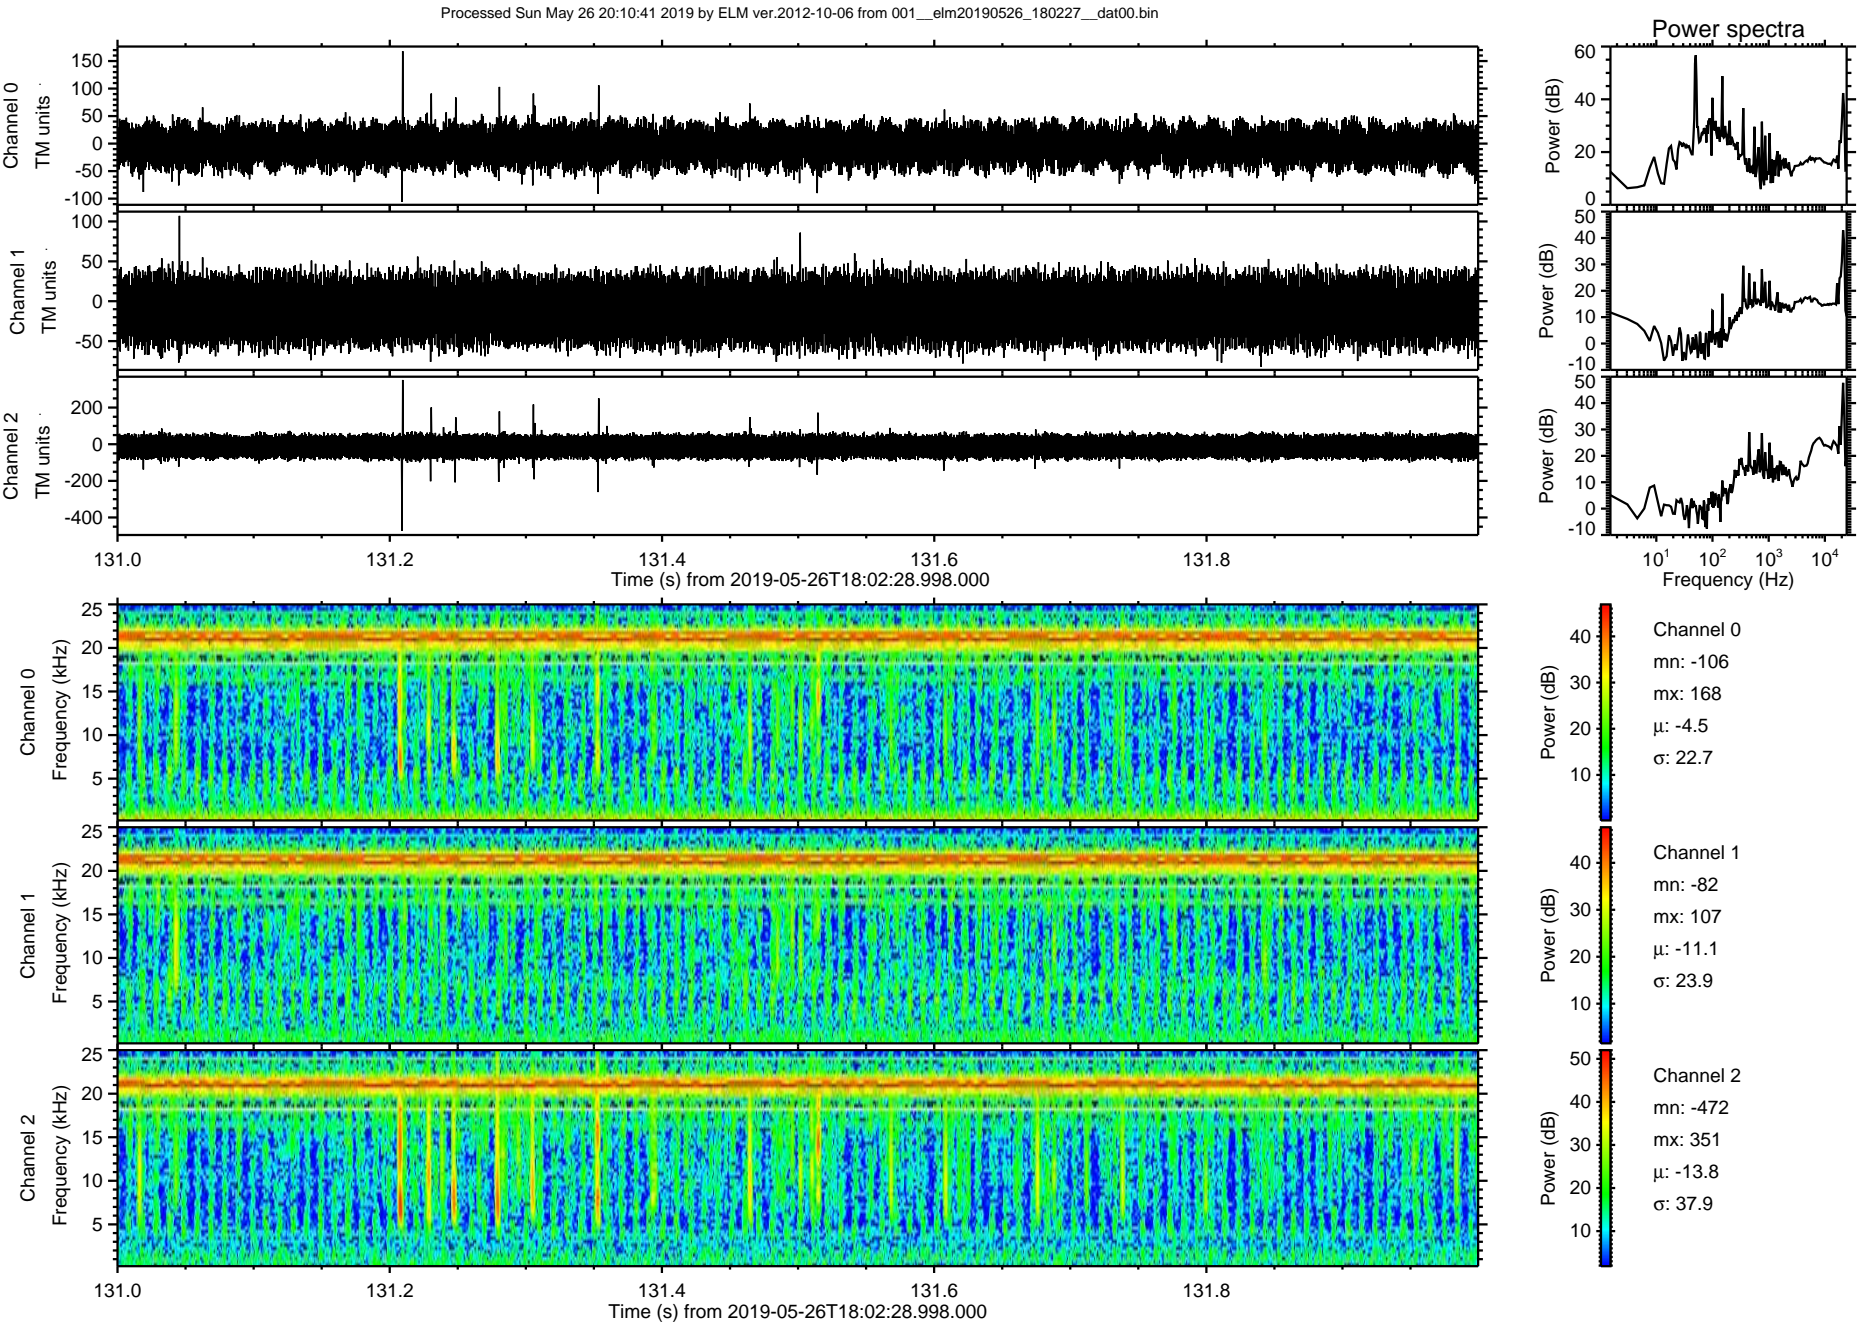 Processed Sun May 26 20:10:41 2019 by ELM ver.2012-10-06 from 001__elm20190526_180227__dat00.bin
Power spectra
Channel 0
TM units
150
100
50
0
-50
-100
Power (dB)
60
40
20
0
Channel 1
TM units
100
50
0
-50
Power (dB)
50
40
30
20
10
0
-10
Channel 2
TM units
200
0
-200
-400
Power (dB)
50
40
30
20
10
0
-10
131.0 131.2 131.4 131.6 131.8
Time (s) from 2019-05-26T18:02:28.998.000
10^1 10^2 10^3 10^4
Frequency (Hz)
Channel 0
Frequency (kHz)
25
20
15
10
5
Power (dB)
40
30
20
10
Channel 0
mn: -106
mx: 168
μ: -4.5
σ: 22.7
Channel 1
Frequency (kHz)
25
20
15
10
5
Power (dB)
40
30
20
10
Channel 1
mn: -82
mx: 107
μ: -11.1
σ: 23.9
Channel 2
Frequency (kHz)
25
20
15
10
5
Power (dB)
50
40
30
20
10
Channel 2
mn: -472
mx: 351
μ: -13.8
σ: 37.9
131.0 131.2 131.4 131.6 131.8
Time (s) from 2019-05-26T18:02:28.998.000